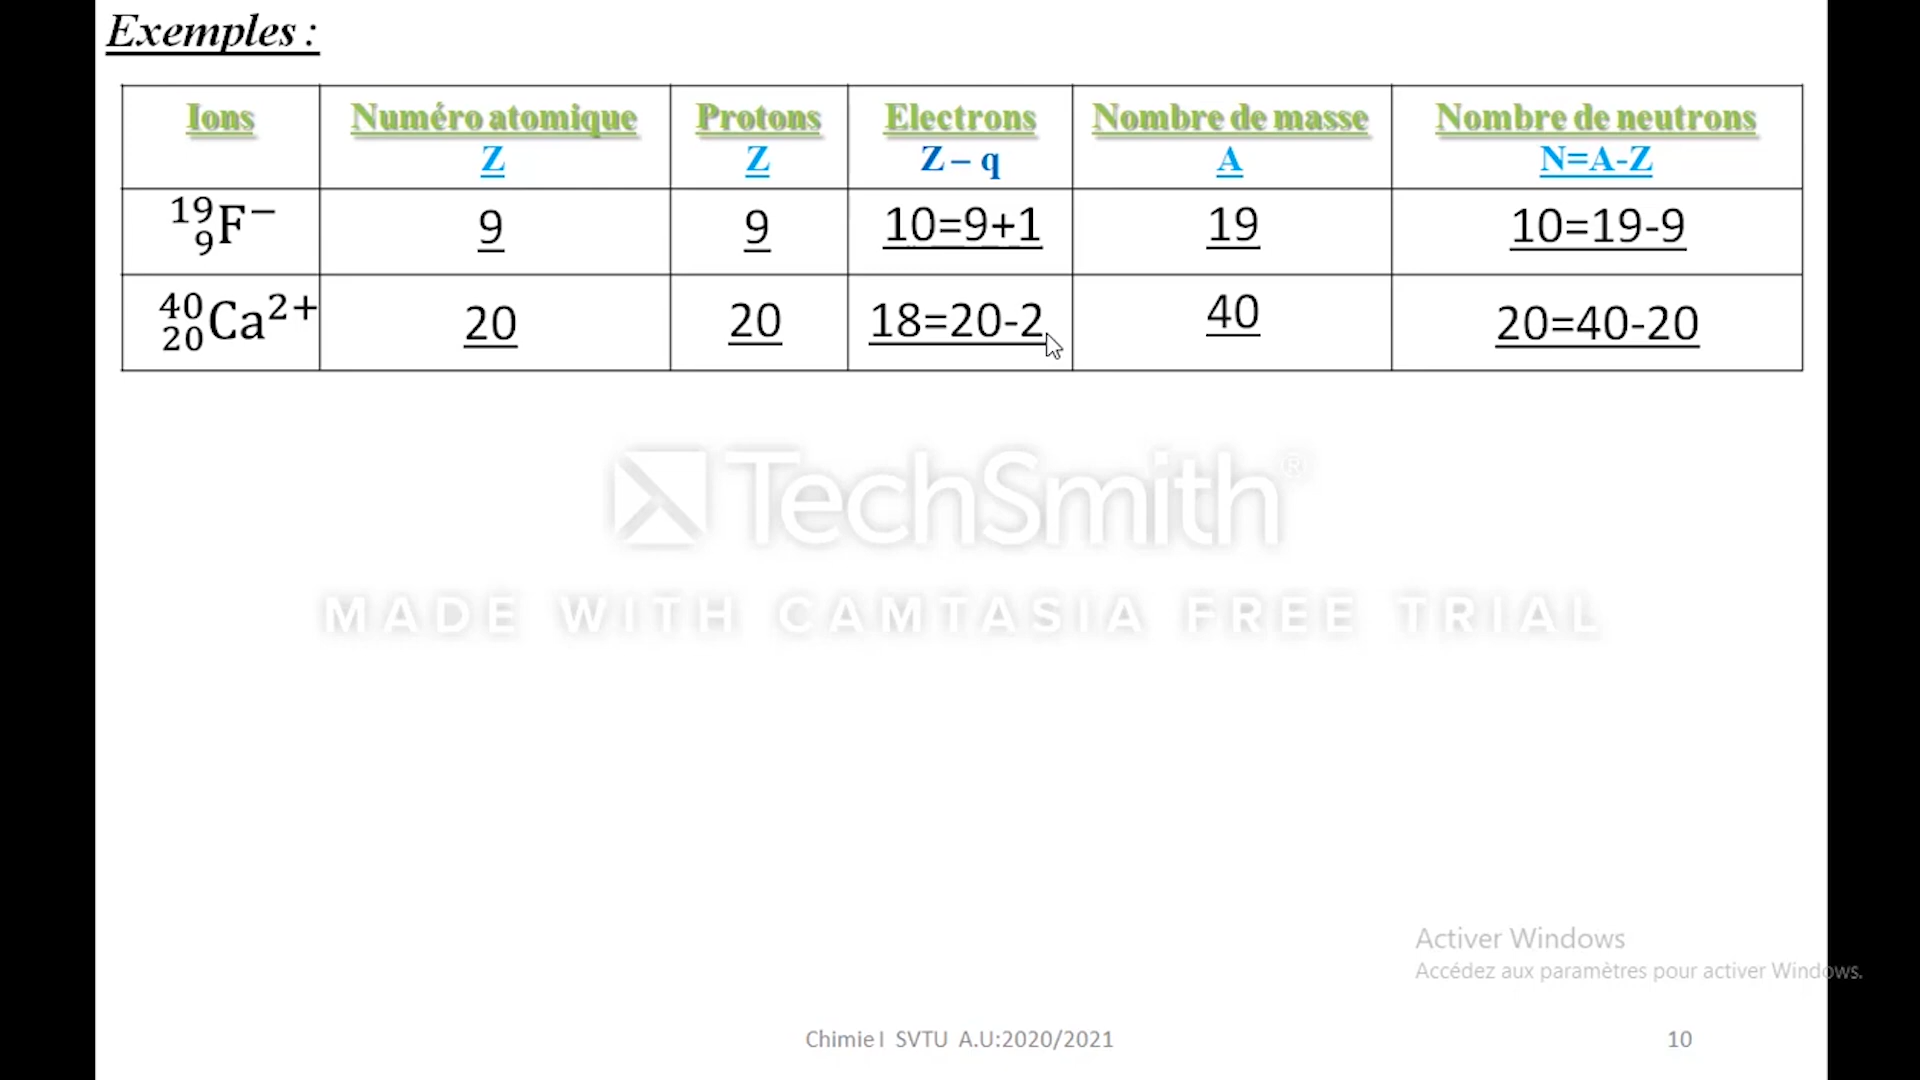 Exemples :
Ions Numéro atomique Protons Electrons Nombre de masse Nombre de neutrons
Z Z Z – q A N=A-Z
¹⁹₉F⁻ 9 9 10=9+1 19 10=19-9
⁴⁰₂₀Ca²⁺ 20 20 18=20-2 40 20=40-20
TechSmith®
MADE WITH CAMTASIA FREE TRIAL
Activer Windows
Accédez aux paramètres pour activer Windows.
Chimie I SVTU A.U:2020/2021 10